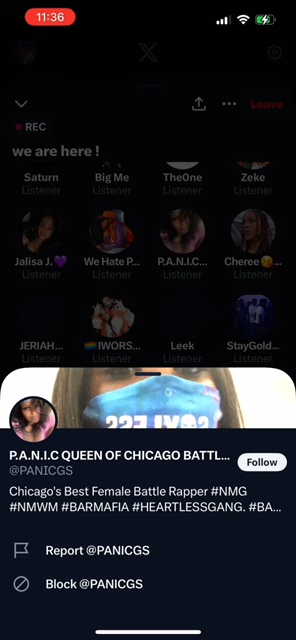 11:36
Leave
REC
we are here !
Saturn Big Me TheOne Zeke
Listener Listener Listener Listener
Jalisa J.💜 We Hate P... P.A.N.I.C... Cheree😘...
Listener Listener Listener Listener
JERIAH... 🏳️‍🌈IWORS... Leek StayGold...
Listener Listener Listener Listener
P.A.N.I.C QUEEN OF CHICAGO BATTL...
Follow
@PANICGS
Chicago's Best Female Battle Rapper #NMG
#NMWM #BARMAFIA #HEARTLESSGANG. #BA...
Report @PANICGS
Block @PANICGS